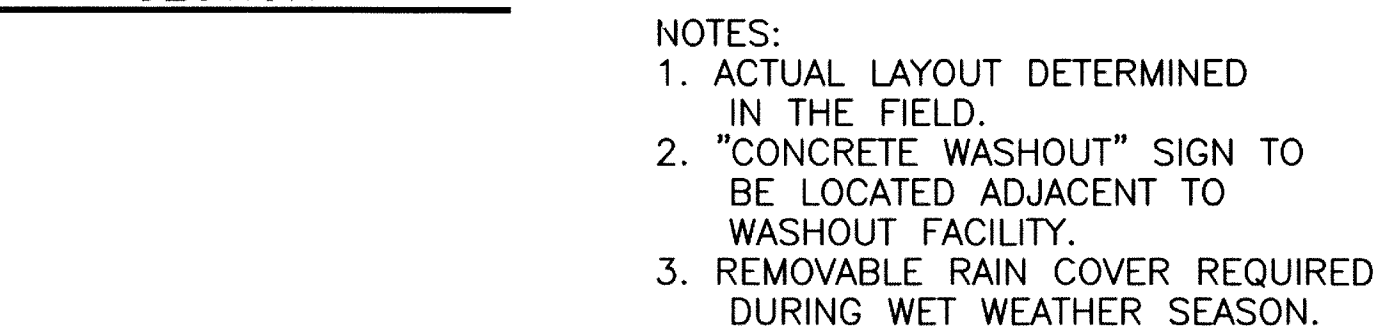 NOTES:
1. ACTUAL LAYOUT DETERMINED
IN THE FIELD.
2. "CONCRETE WASHOUT" SIGN TO
BE LOCATED ADJACENT TO
WASHOUT FACILITY.
3. REMOVABLE RAIN COVER REQUIRED
DURING WET WEATHER SEASON.